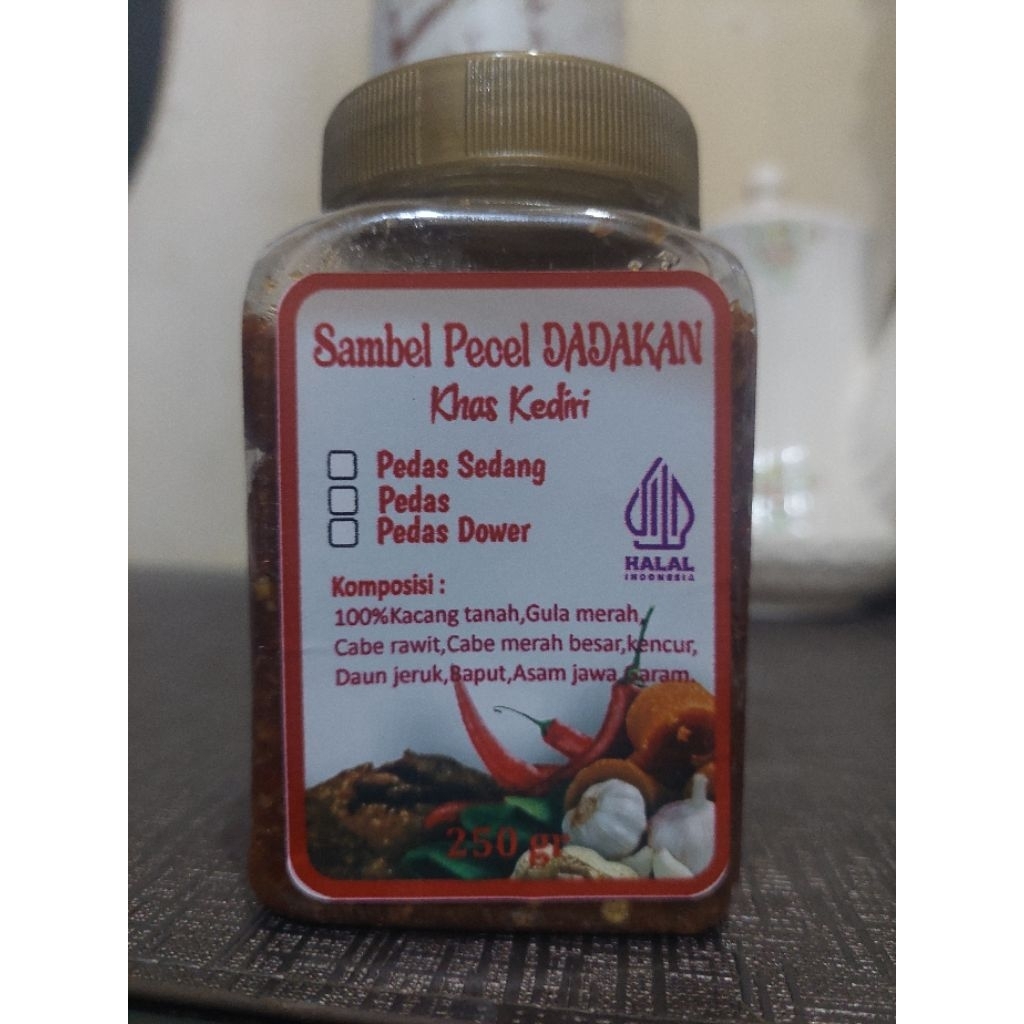 Sambel Pecel DADAKAN
Khas Kediri
Pedas Sedang
Pedas
Pedas Dower
HALAL
INDONESIA
Komposisi :
100%Kacang tanah,Gula merah,
Cabe rawit,Cabe merah besar,kencur,
Daun jeruk,Baput,Asam jawa,Garam.
250 gr